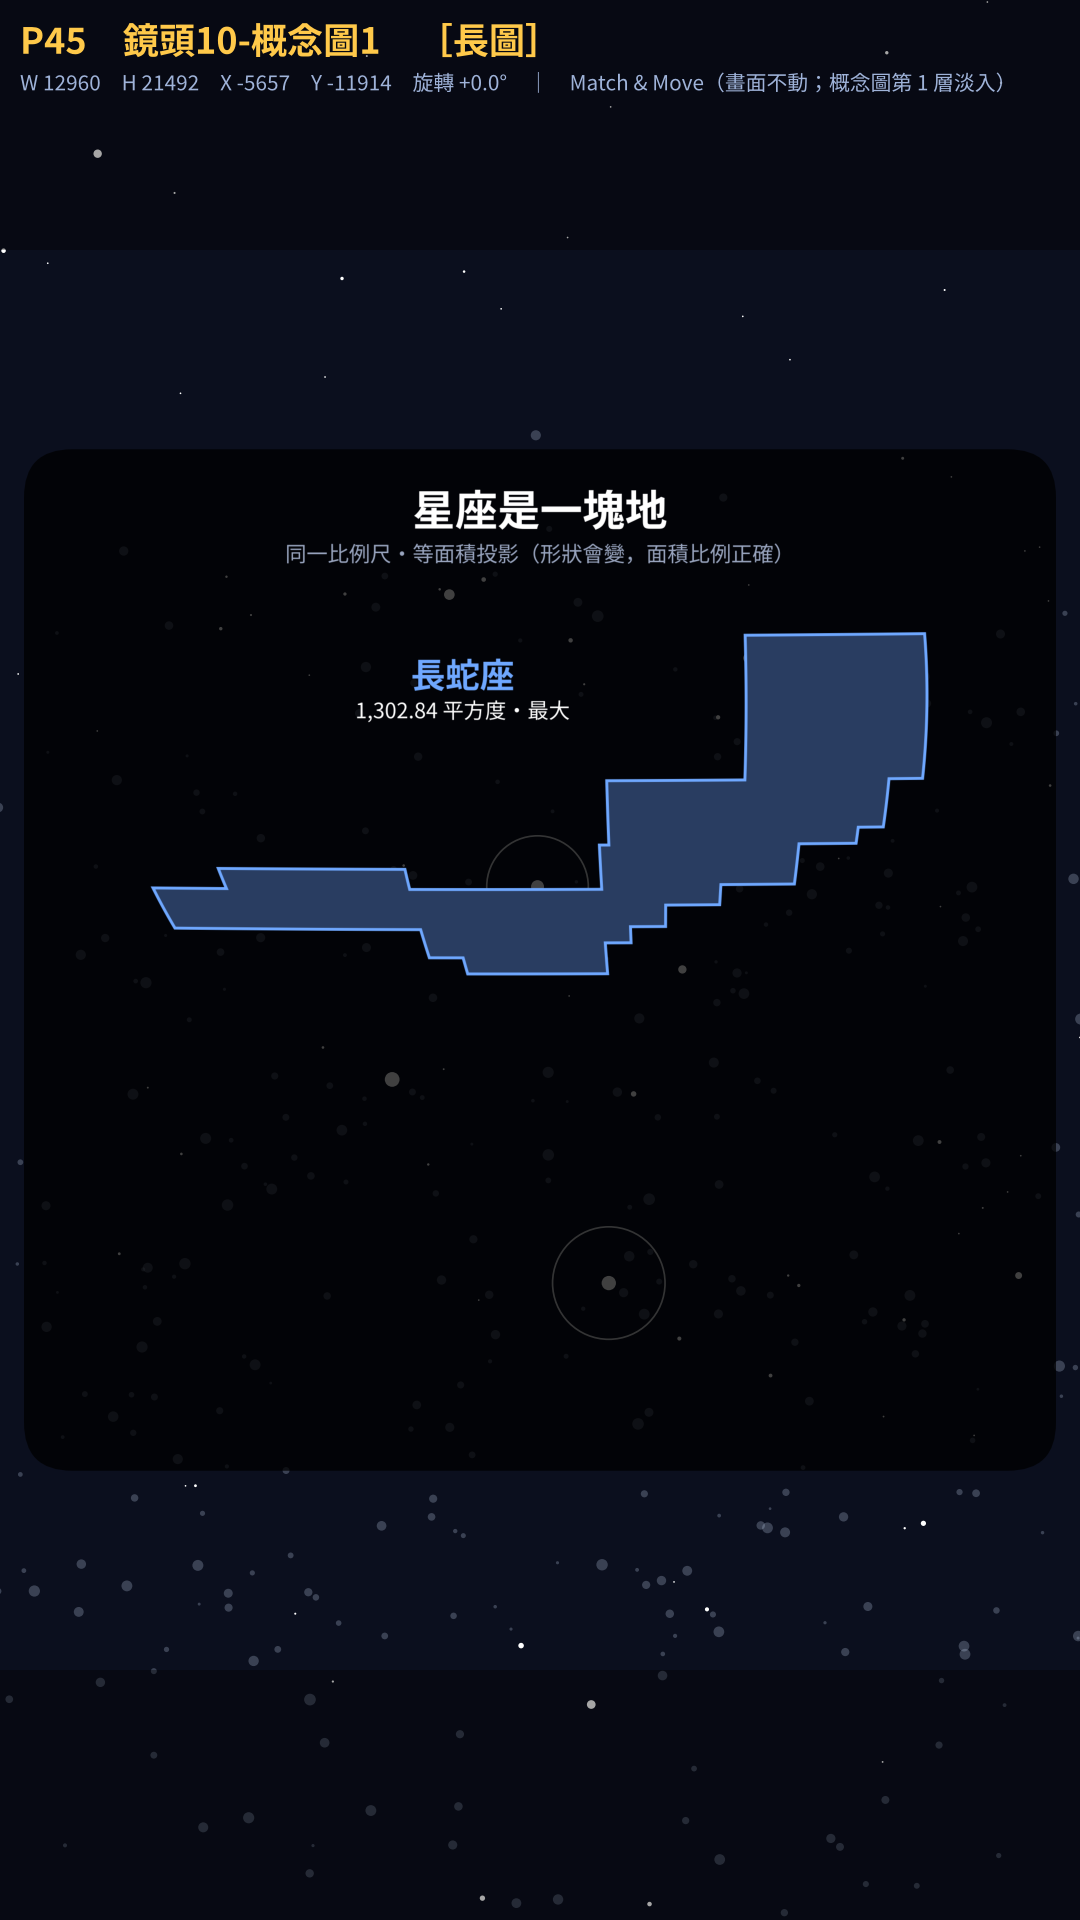 P45 鏡頭10-概念圖1 ［長圖］
W 12960 H 21492 X -5657 Y -11914 旋轉 +0.0° ｜ Match & Move（畫面不動；概念圖第 1 層淡入）
星座是一塊地
同一比例尺・等面積投影（形狀會變，面積比例正確）
長蛇座
1,302.84 平方度・最大